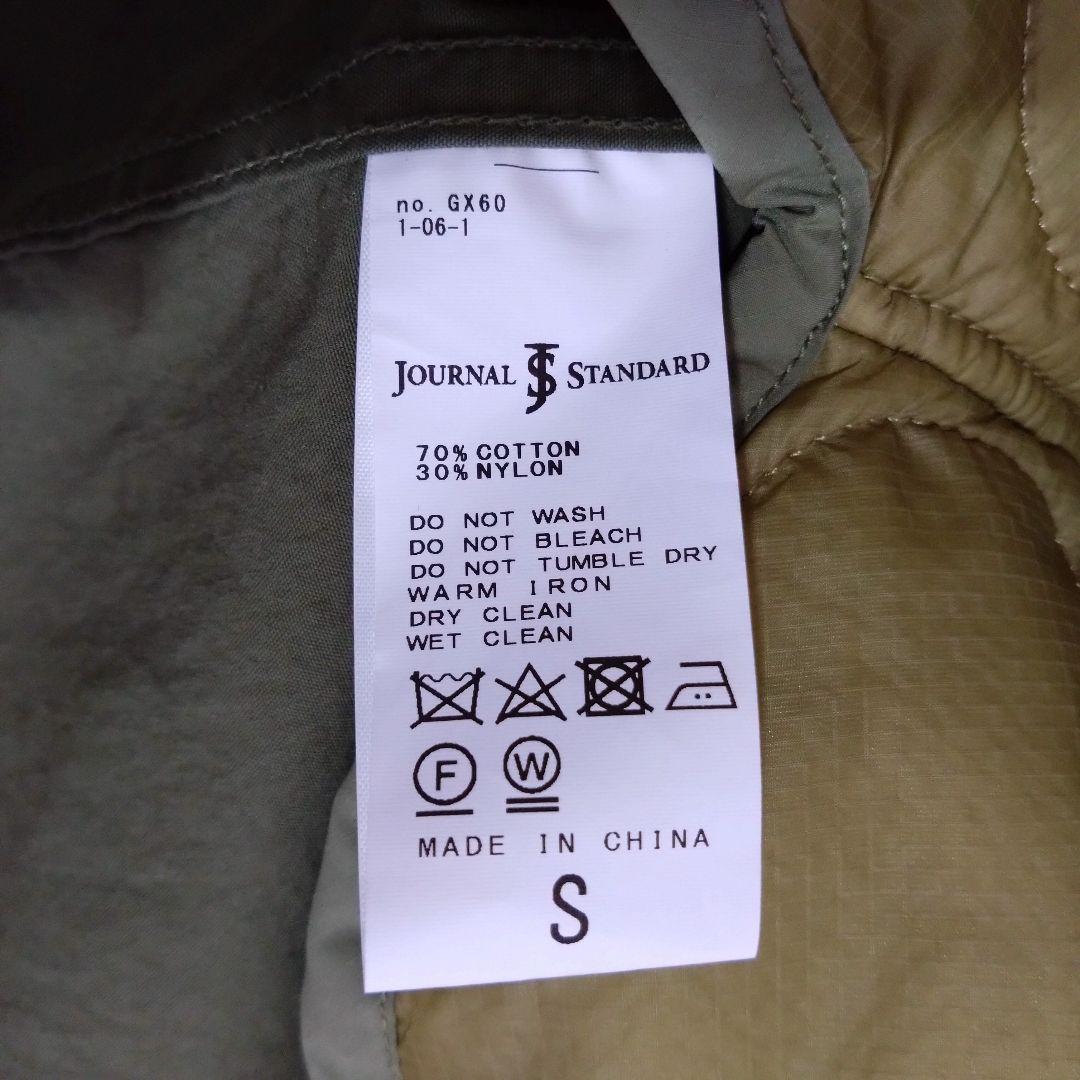 no. GX60
1-06-1
JOURNAL JS STANDARD
70% COTTON
30% NYLON
DO NOT WASH
DO NOT BLEACH
DO NOT TUMBLE DRY
WARM IRON
DRY CLEAN
WET CLEAN
F W
MADE IN CHINA
S